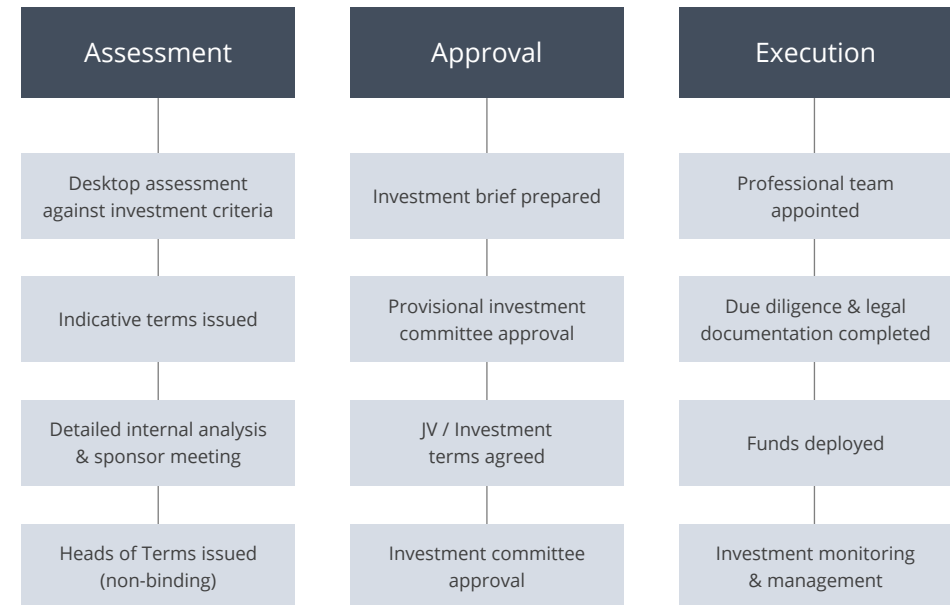 Assessment
Desktop assessment
against investment criteria
Indicative terms issued
Detailed internal analysis
& sponsor meeting
Heads of Terms issued
(non-binding)
Approval
Investment brief prepared
Provisional investment
committee approval
JV / Investment
terms agreed
Investment committee
approval
Execution
Professional team
appointed
Due diligence & legal
documentation completed
Funds deployed
Investment monitoring
& management